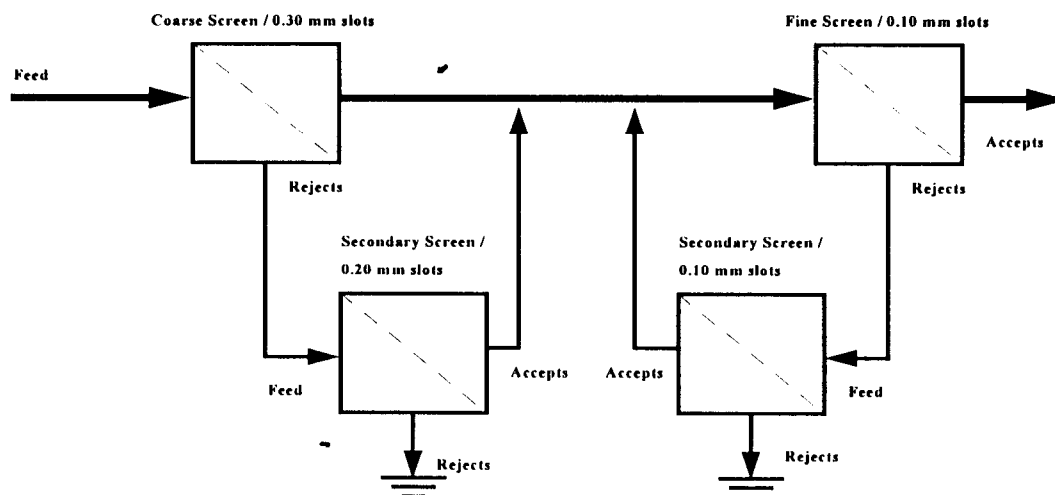 Coarse Screen / 0.30 mm slots
Fine Screen / 0.10 mm slots
Feed
Accepts
Rejects
Rejects
Secondary Screen /
0.20 mm slots
Secondary Screen /
0.10 mm slots
Accepts
Accepts
Feed
Feed
Rejects
Rejects